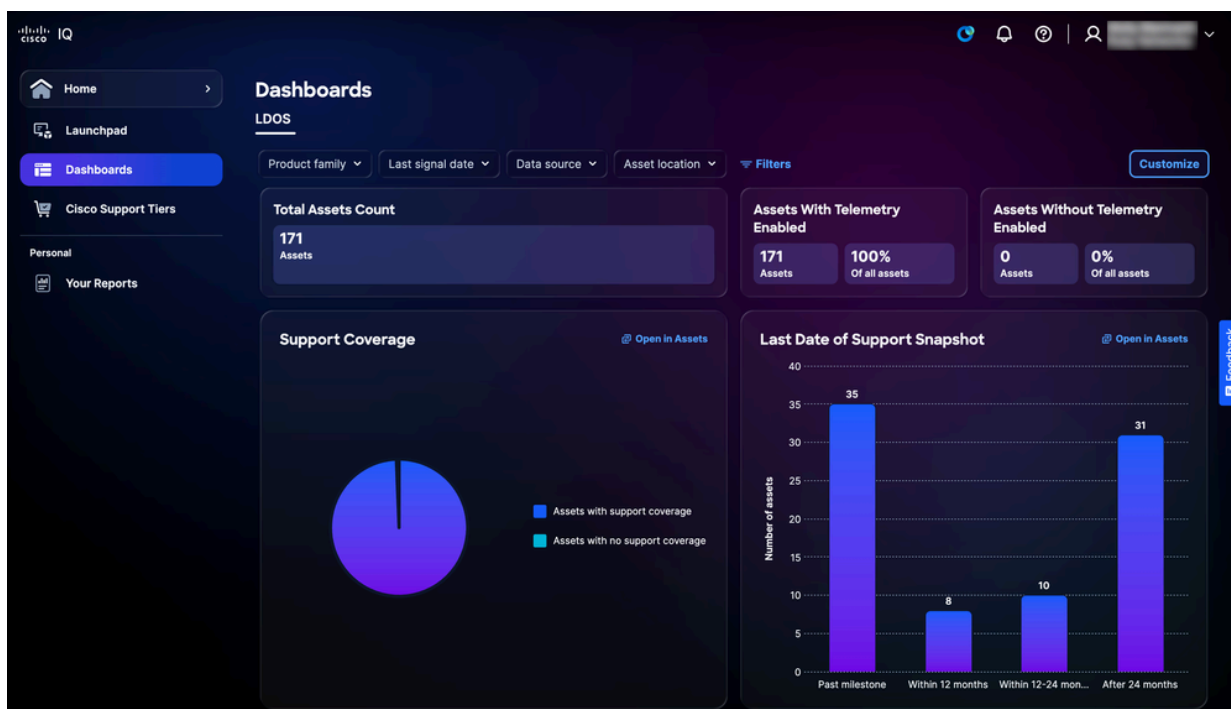 cisco IQ
Home
Launchpad
Dashboards
Cisco Support Tiers
Personal
Your Reports
Dashboards
LDOS
Product family
Last signal date
Data source
Asset location
Filters
Customize
Total Assets Count
171
Assets
Assets With Telemetry
Enabled
171
Assets
100%
Of all assets
Assets Without Telemetry
Enabled
0
Assets
0%
Of all assets
Support Coverage
Open in Assets
Assets with support coverage
Assets with no support coverage
Last Date of Support Snapshot
Open in Assets
Number of assets
40
35
30
25
20
15
10
5
0
35
8
10
31
Past milestone
Within 12 months
Within 12-24 mon...
After 24 months
Feedback